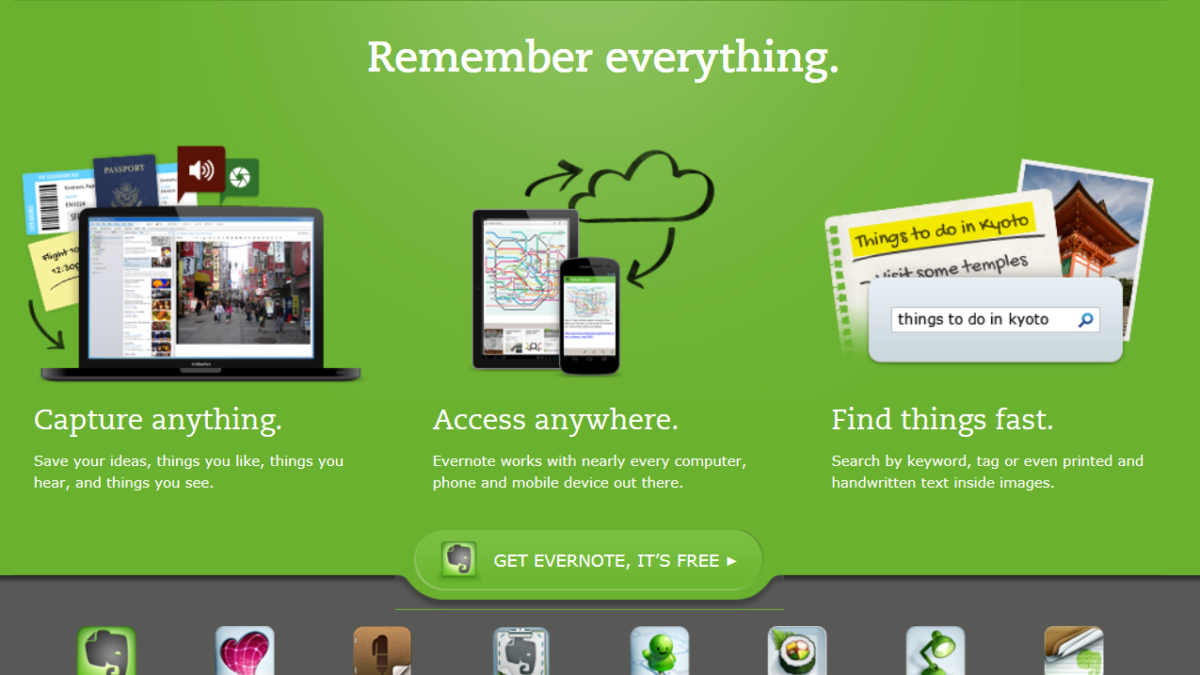 Remember everything.
PASSPORT
Flight to
12:30p
Things to do in Kyoto
Visit some temples
things to do in kyoto
Capture anything.
Save your ideas, things you like, things you
hear, and things you see.
Access anywhere.
Evernote works with nearly every computer,
phone and mobile device out there.
Find things fast.
Search by keyword, tag or even printed and
handwritten text inside images.
GET EVERNOTE, IT’S FREE ▸